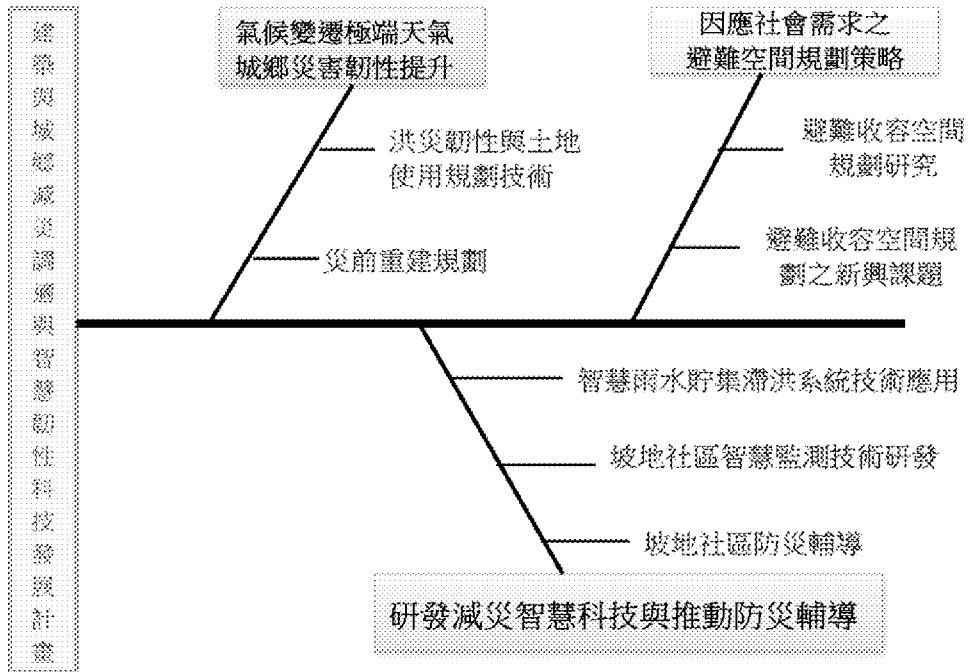 建築與城鄉減災調適與智慧韌性科技發展計畫
氣候變遷極端天氣
城鄉災害韌性提升
洪災韌性與土地
使用規劃技術
災前重建規劃
因應社會需求之
避難空間規劃策略
避難收容空間
規劃研究
避難收容空間規
劃之新興課題
智慧雨水貯集滯洪系統技術應用
坡地社區智慧監測技術研發
坡地社區防災輔導
研發減災智慧科技與推動防災輔導